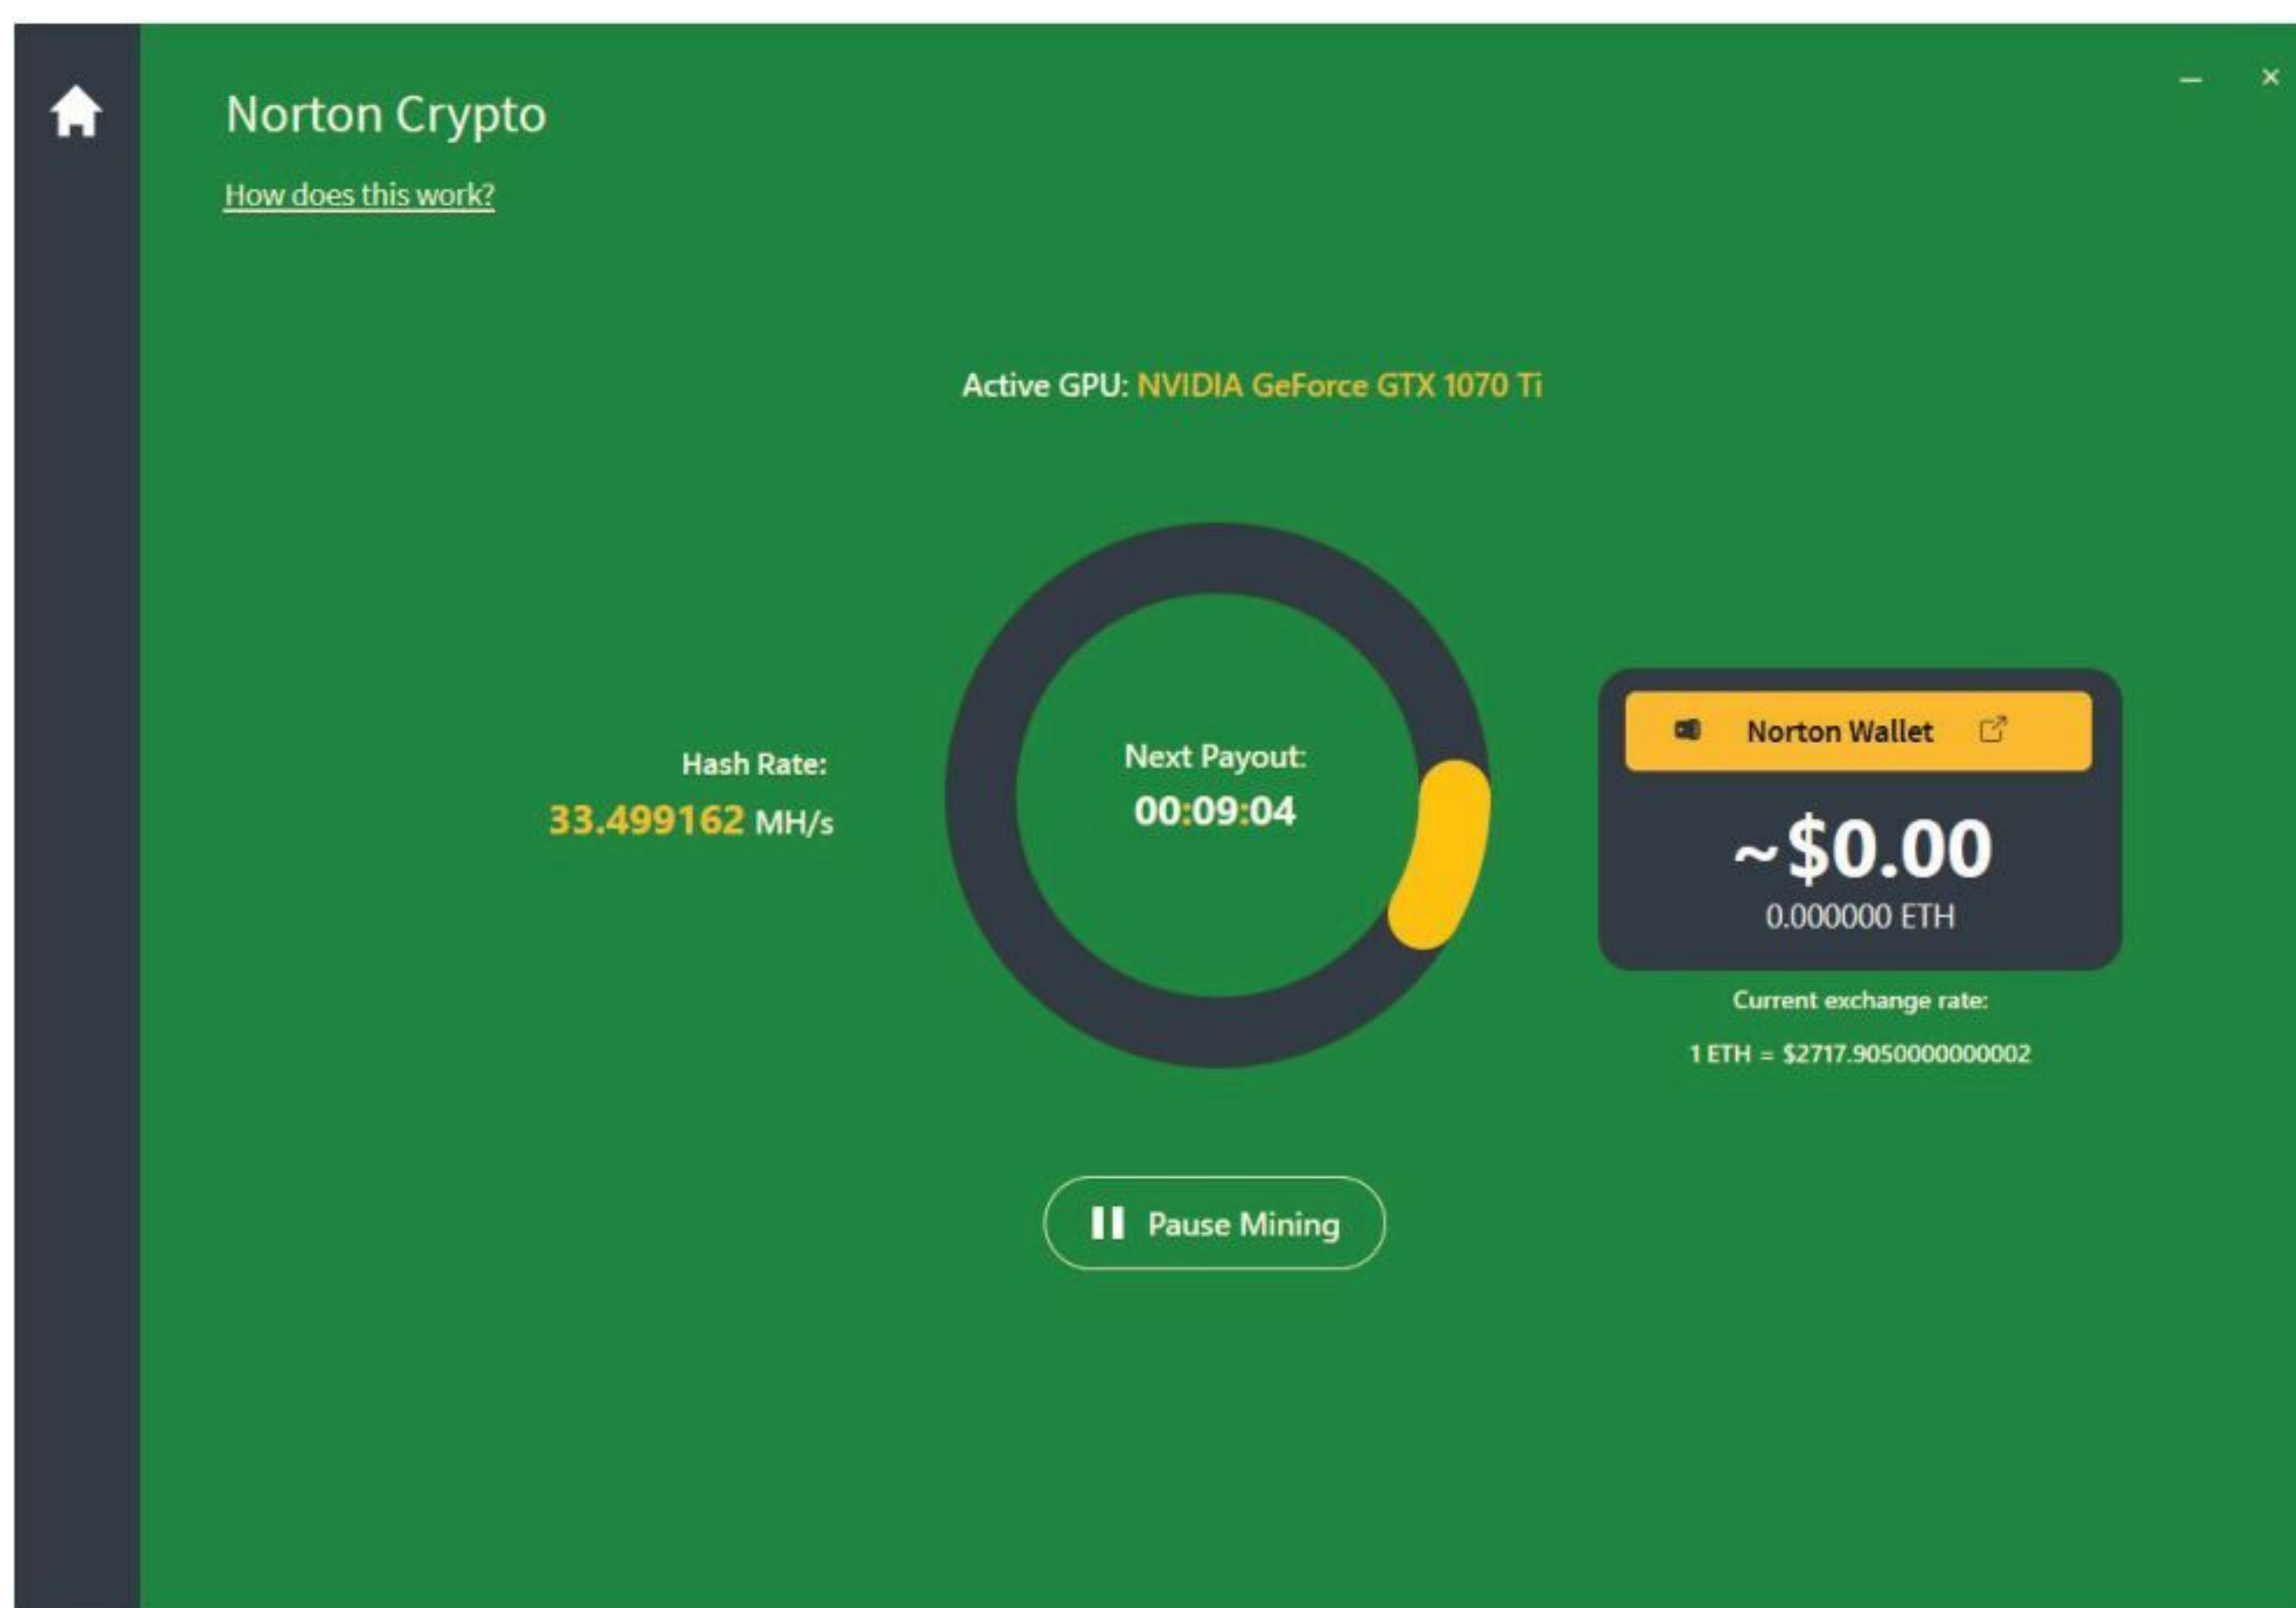 Norton Crypto
How does this work?
Active GPU: NVIDIA GeForce GTX 1070 Ti
Hash Rate:
33.499162 MH/s
Next Payout:
00:09:04
Norton Wallet
~$0.00
0.000000 ETH
Current exchange rate:
1 ETH = $2717.9050000000002
Pause Mining